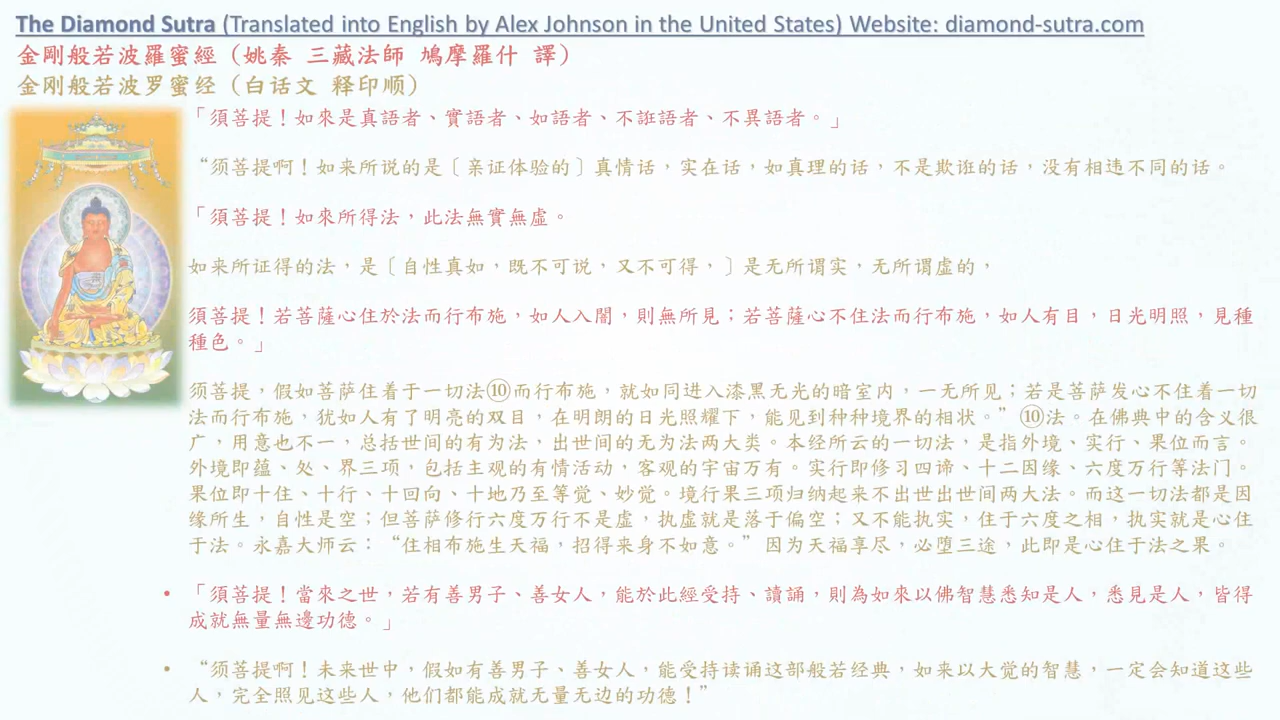 The Diamond Sutra (Translated into English by Alex Johnson in the United States) Website: diamond-sutra.com
金剛般若波羅蜜經（姚秦 三藏法師 鳩摩羅什 譯）
金刚般若波罗蜜经（白话文 释印顺）
「須菩提！如來是真語者、實語者、如語者、不誑語者、不異語者。」
“须菩提啊！如来所说的是〔亲证体验的〕真情话，实在话，如真理的话，不是欺诳的话，没有相违不同的话。
「須菩提！如來所得法，此法無實無虛。
如来所证得的法，是〔自性真如，既不可说，又不可得，〕是无所谓实，无所谓虚的，
須菩提！若菩薩心住於法而行布施，如人入闇，則無所見；若菩薩心不住法而行布施，如人有目，日光明照，見種
種色。」
须菩提，假如菩萨住着于一切法⑩而行布施，就如同进入漆黑无光的暗室内，一无所见；若是菩萨发心不住着一切
法而行布施，犹如人有了明亮的双目，在明朗的日光照耀下，能见到种种境界的相状。”⑩法。在佛典中的含义很
广，用意也不一，总括世间的有为法，出世间的无为法两大类。本经所云的一切法，是指外境、实行、果位而言。
外境即蕴、处、界三项，包括主观的有情活动，客观的宇宙万有。实行即修习四谛、十二因缘、六度万行等法门。
果位即十住、十行、十回向、十地乃至等觉、妙觉。境行果三项归纳起来不出世出世间两大法。而这一切法都是因
缘所生，自性是空；但菩萨修行六度万行不是虚，执虚就是落于偏空；又不能执实，住于六度之相，执实就是心住
于法。永嘉大师云：“住相布施生天福，招得来身不如意。”因为天福享尽，必堕三途，此即是心住于法之果。
• 「須菩提！當來之世，若有善男子、善女人，能於此經受持、讀誦，則為如來以佛智慧悉知是人，悉見是人，皆得
成就無量無邊功德。」
• “须菩提啊！未来世中，假如有善男子、善女人，能受持读诵这部般若经典，如来以大觉的智慧，一定会知道这些
人，完全照见这些人，他们都能成就无量无边的功德！”